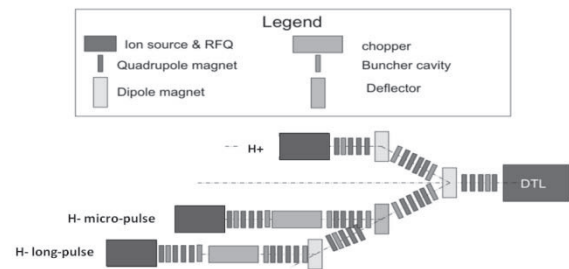 Legend
Ion source & RFQ
chopper
Quadrupole magnet
Buncher cavity
Dipole magnet
Deflector
H+
DTL
H- micro-pulse
H- long-pulse